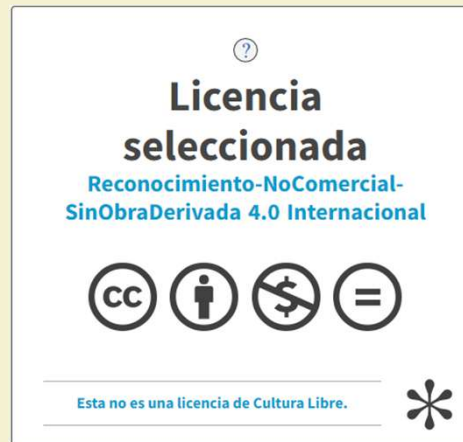 ?
Licencia
seleccionada
Reconocimiento-NoComercial-
SinObraDerivada 4.0 Internacional
cc
$
=
Esta no es una licencia de Cultura Libre.